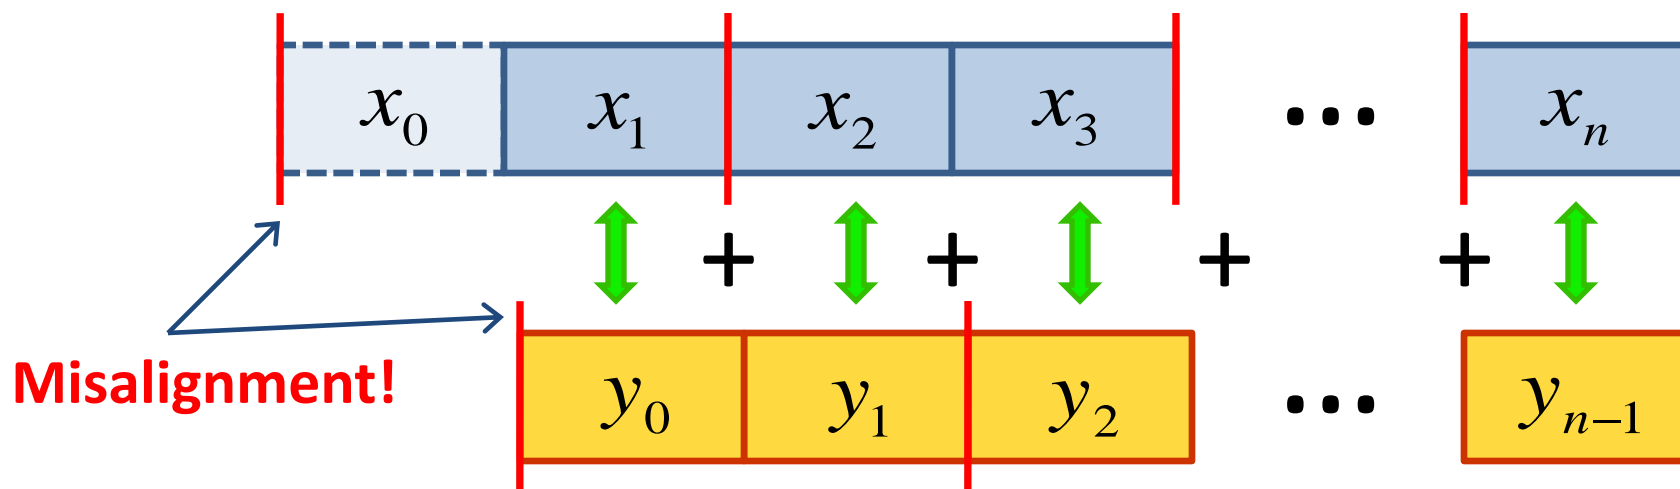 x₀ x₁ x₂ x₃ ... xₙ
+ + + +
Misalignment!
y₀ y₁ y₂ ... yₙ₋₁